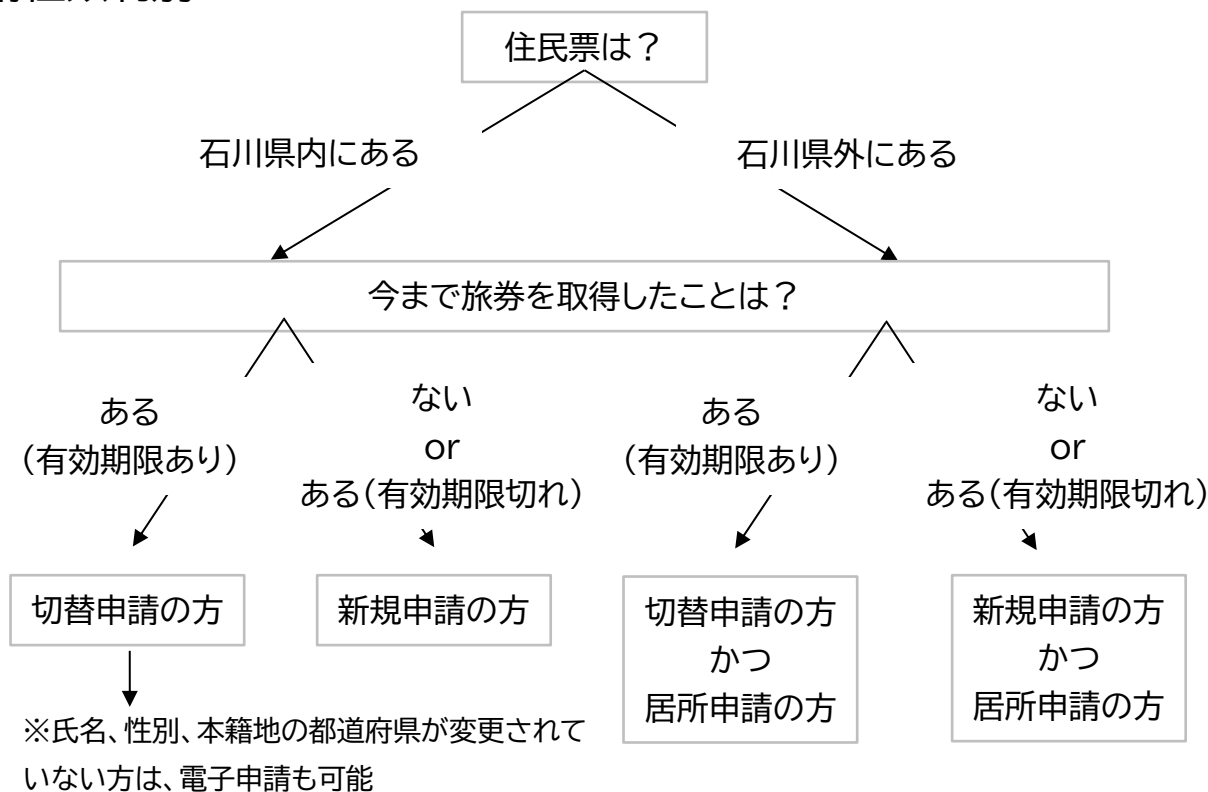 住民票は？
石川県内にある
石川県外にある
今まで旅券を取得したことは？
ある
(有効期限あり)
ない
or
ある(有効期限切れ)
ある
(有効期限あり)
ない
or
ある(有効期限切れ)
切替申請の方
新規申請の方
切替申請の方
かつ
居所申請の方
新規申請の方
かつ
居所申請の方
※氏名、性別、本籍地の都道府県が変更されて
いない方は、電子申請も可能